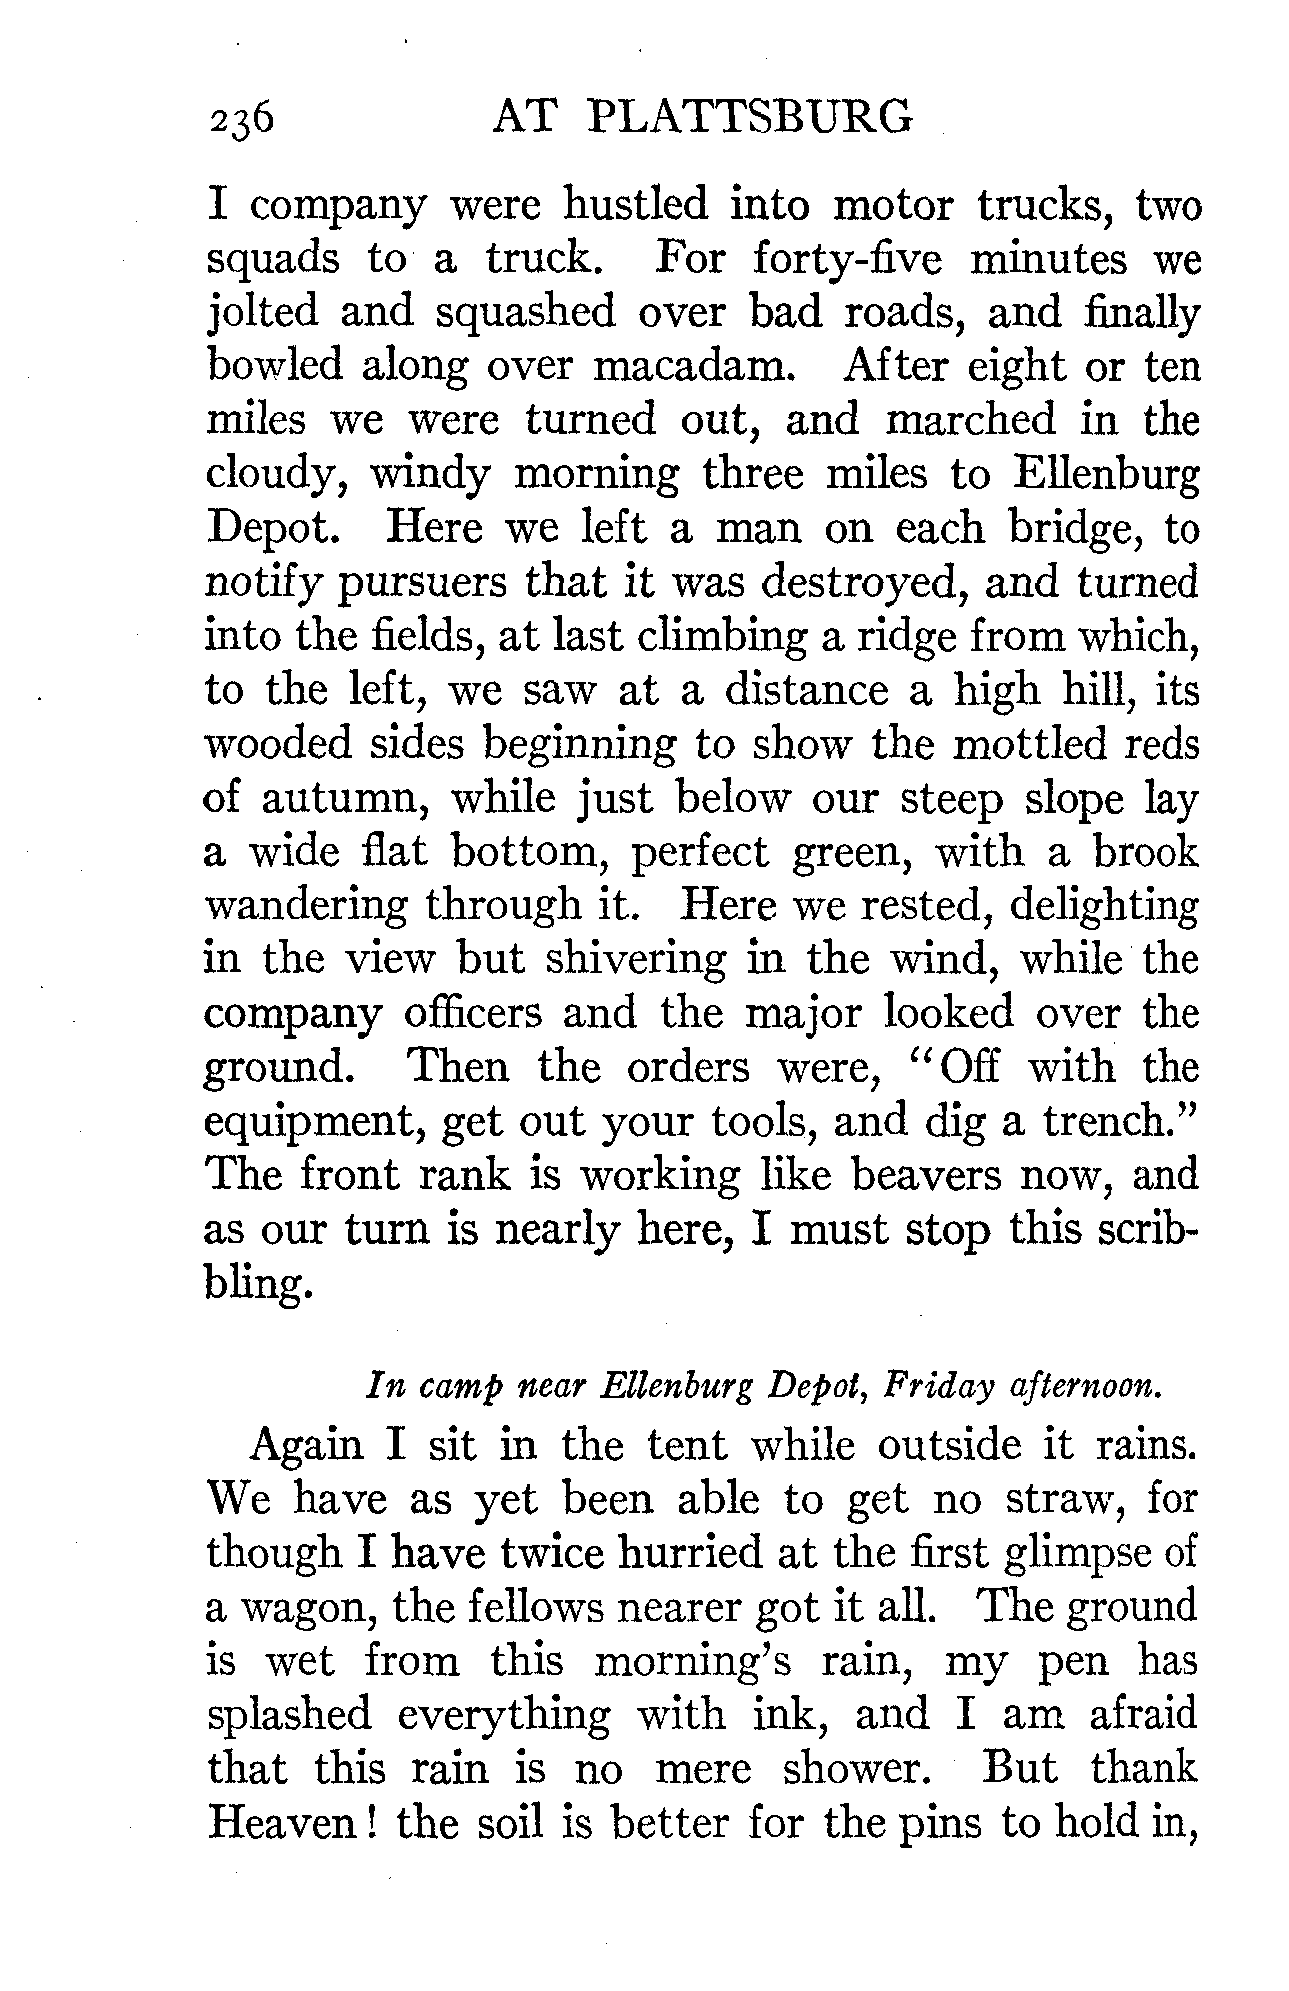 236 AT PLATTSBURG
I company were hustled into motor trucks, two
squads to a truck. For forty-five minutes we
jolted and squashed over bad roads, and finally
bowled along over macadam. After eight or ten
miles we were turned out, and marched in the
cloudy, windy morning three miles to Ellenburg
Depot. Here we left a man on each bridge, to
notify pursuers that it was destroyed, and turned
into the fields, at last climbing a ridge from which,
to the left, we saw at a distance a high hill, its
wooded sides beginning to show the mottled reds
of autumn, while just below our steep slope lay
a wide flat bottom, perfect green, with a brook
wandering through it. Here we rested, delighting
in the view but shivering in the wind, while the
company officers and the major looked over the
ground. Then the orders were, "Off with the
equipment, get out your tools, and dig a trench."
The front rank is working like beavers now, and
as our turn is nearly here, I must stop this scrib-
bling.
In camp near Ellenburg Depot, Friday afternoon.
Again I sit in the tent while outside it rains.
We have as yet been able to get no straw, for
though I have twice hurried at the first glimpse of
a wagon, the fellows nearer got it all. The ground
is wet from this morning's rain, my pen has
splashed everything with ink, and I am afraid
that this rain is no mere shower. But thank
Heaven! the soil is better for the pins to hold in,